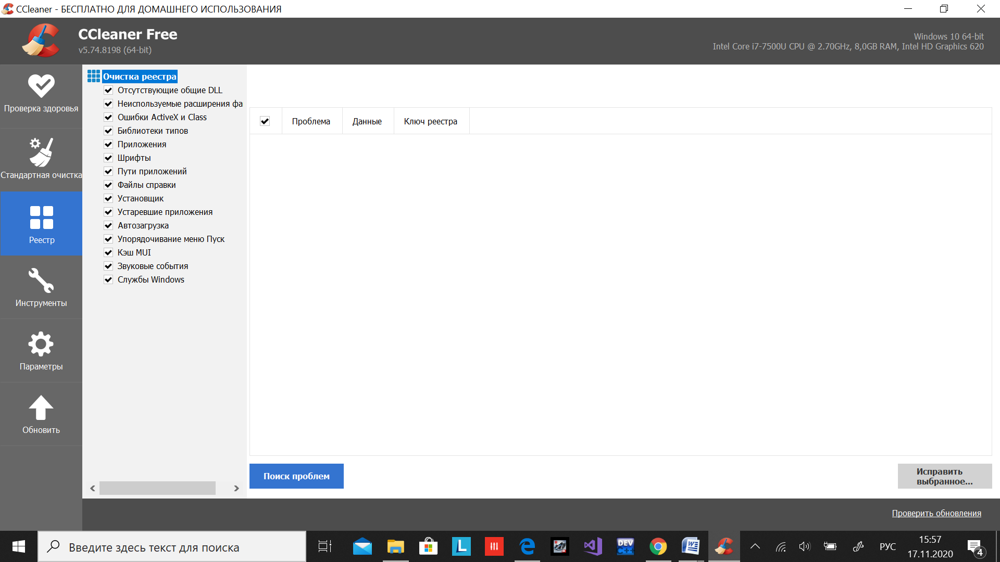 CCleaner - БЕСПЛАТНО ДЛЯ ДОМАШНЕГО ИСПОЛЬЗОВАНИЯ
CCleaner Free
v5.74.8198 (64-bit)
Windows 10 64-bit
Intel Core i7-7500U CPU @ 2.70GHz, 8,0GB RAM, Intel HD Graphics 620
Проверка здоровья
Стандартная очистка
Реестр
Инструменты
Параметры
Обновить
Очистка реестра
Отсутствующие общие DLL
Неиспользуемые расширения фа
Ошибки ActiveX и Class
Библиотеки типов
Приложения
Шрифты
Пути приложений
Файлы справки
Установщик
Устаревшие приложения
Автозагрузка
Упорядочивание меню Пуск
Кэш MUI
Звуковые события
Службы Windows
Проблема Данные Ключ реестра
Поиск проблем
Исправить
выбранное...
Проверить обновления
Введите здесь текст для поиска
L
DEV
C++
W
РУС
15:57
17.11.2020
4